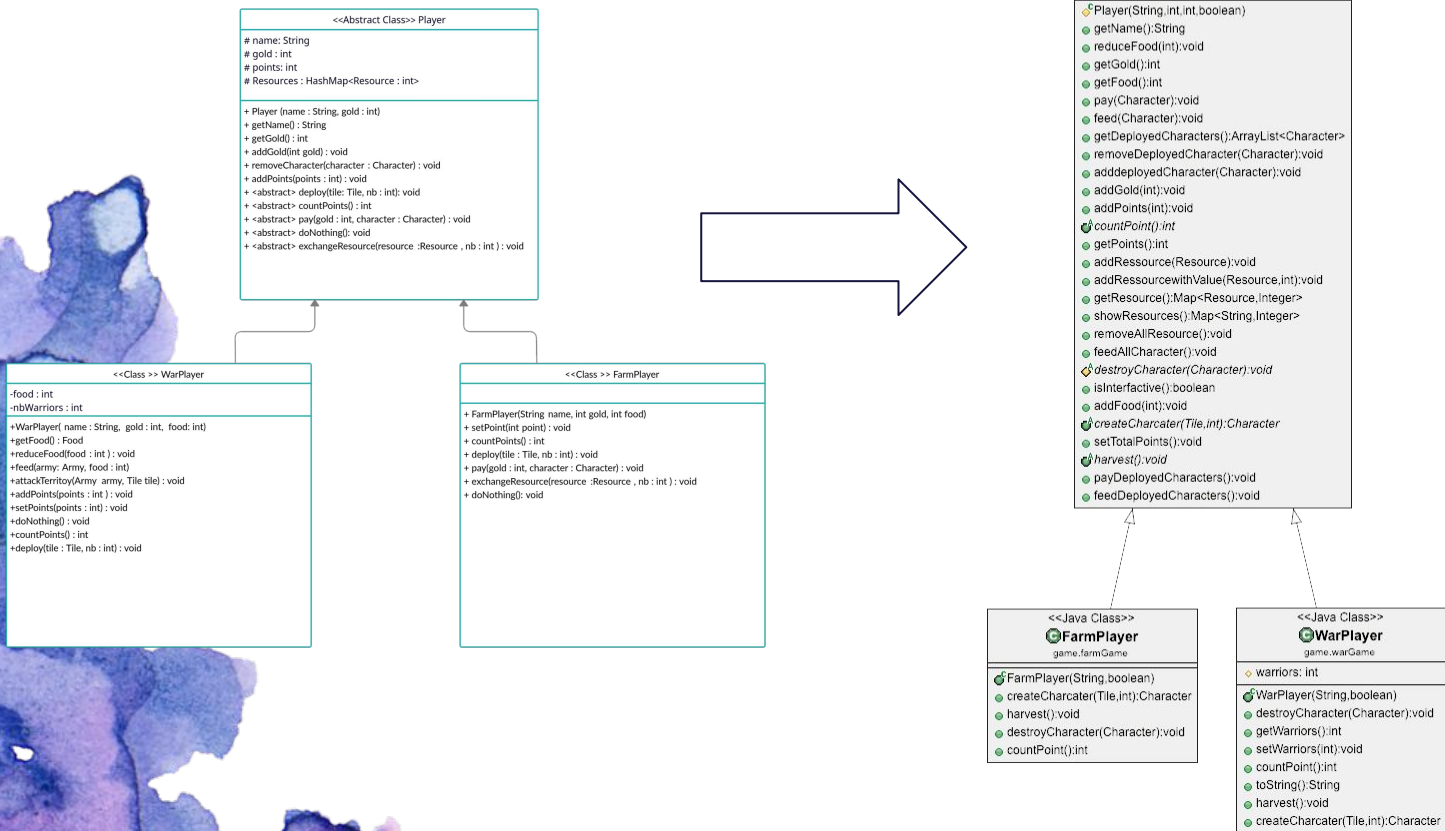 <<Abstract Class>> Player
# name: String
# gold : int
# points: int
# Resources : HashMap<Resource : int>
+ Player (name : String, gold : int)
+ getName() : String
+ getGold() : int
+ addGold(int gold) : void
+ removeCharacter(character : Character) : void
+ addPoints(points : int) : void
+ <abstract> deploy(tile: Tile, nb : int): void
+ <abstract> countPoints() : int
+ <abstract> pay(gold : int, character : Character) : void
+ <abstract> doNothing(): void
+ <abstract> exchangeResource(resource :Resource , nb : int ) : void
<<Class >> WarPlayer
-food : int
-nbWarriors : int
+WarPlayer( name : String, gold : int, food: int)
+getFood() : Food
+reduceFood(food : int ) : void
+feed(army: Army, food : int)
+attackTerritoy(Army army, Tile tile) : void
+addPoints(points : int ) : void
+setPoints(points : int) : void
+doNothing() : void
+countPoints() : int
+deploy(tile : Tile, nb : int) : void
<<Class >> FarmPlayer
+ FarmPlayer(String name, int gold, int food)
+ setPoint(int point) : void
+ countPoints() : int
+ deploy(tile : Tile, nb : int) : void
+ pay(gold : int, character : Character) : void
+ exchangeResource(resource :Resource , nb : int ) : void
+ doNothing(): void
Player(String,int,int,boolean)
getName():String
reduceFood(int):void
getGold():int
getFood():int
pay(Character):void
feed(Character):void
getDeployedCharacters():ArrayList<Character>
removeDeployedCharacter(Character):void
adddeployedCharacter(Character):void
addGold(int):void
addPoints(int):void
countPoint():int
getPoints():int
addRessource(Resource):void
addRessourcewithValue(Resource,int):void
getResource():Map<Resource,Integer>
showResources():Map<String,Integer>
removeAllResource():void
feedAllCharacter():void
destroyCharacter(Character):void
isInterfactive():boolean
addFood(int):void
createCharcater(Tile,int):Character
setTotalPoints():void
harvest():void
payDeployedCharacters():void
feedDeployedCharacters():void
<<Java Class>>
FarmPlayer
game.farmGame
FarmPlayer(String,boolean)
createCharcater(Tile,int):Character
harvest():void
destroyCharacter(Character):void
countPoint():int
<<Java Class>>
WarPlayer
game.warGame
warriors: int
WarPlayer(String,boolean)
destroyCharacter(Character):void
getWarriors():int
setWarriors(int):void
countPoint():int
toString():String
harvest():void
createCharcater(Tile,int):Character